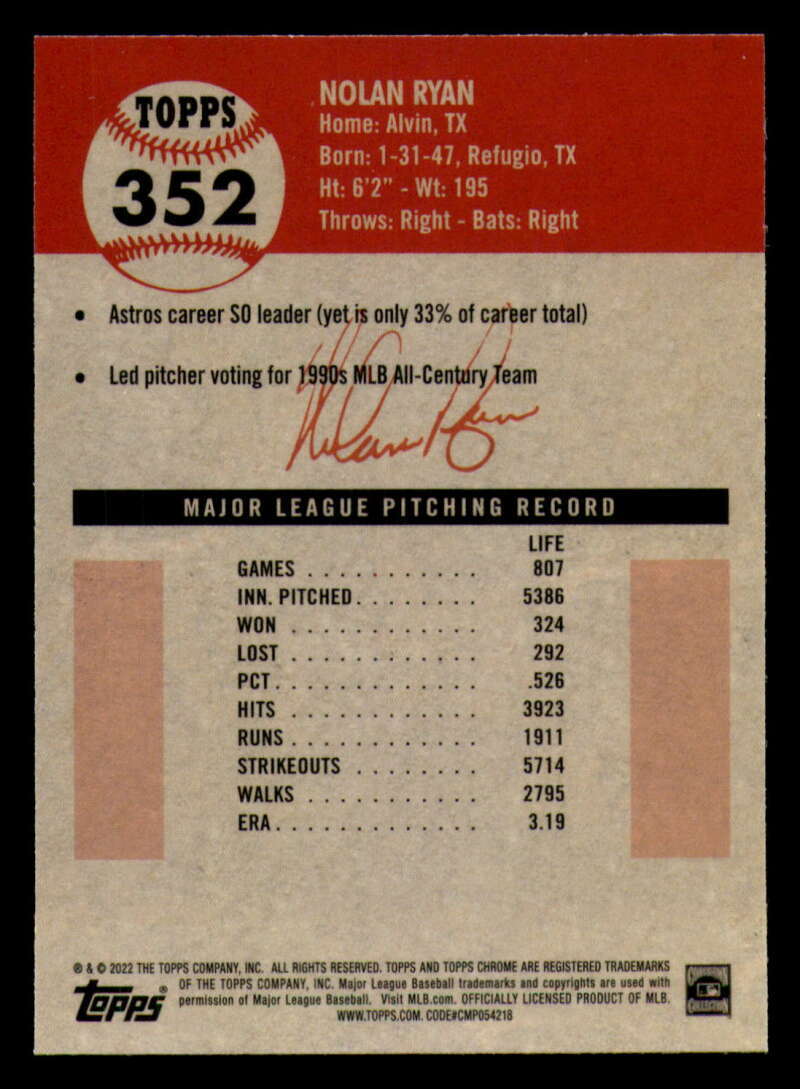 TOPPS
352
NOLAN RYAN
Home: Alvin, TX
Born: 1-31-47, Refugio, TX
Ht: 6'2" - Wt: 195
Throws: Right - Bats: Right
• Astros career SO leader (yet is only 33% of career total)
• Led pitcher voting for 1990s MLB All-Century Team
Nolan Ryan
MAJOR LEAGUE PITCHING RECORD
LIFE
GAMES . . . . . . . . . . . 807
INN. PITCHED. . . . . . . . 5386
WON . . . . . . . . . . . . 324
LOST . . . . . . . . . . . . 292
PCT. . . . . . . . . . . . . .526
HITS . . . . . . . . . . . . 3923
RUNS. . . . . . . . . . . . 1911
STRIKEOUTS . . . . . . . . 5714
WALKS . . . . . . . . . . . 2795
ERA. . . . . . . . . . . . . 3.19
® & © 2022 THE TOPPS COMPANY, INC. ALL RIGHTS RESERVED. TOPPS AND TOPPS CHROME ARE REGISTERED TRADEMARKS
OF THE TOPPS COMPANY, INC. Major League Baseball trademarks and copyrights are used with
permission of Major League Baseball. Visit MLB.com. OFFICIALLY LICENSED PRODUCT OF MLB.
WWW.TOPPS.COM. CODE#CMP054218
Topps®
COOPERSTOWN
COLLECTION